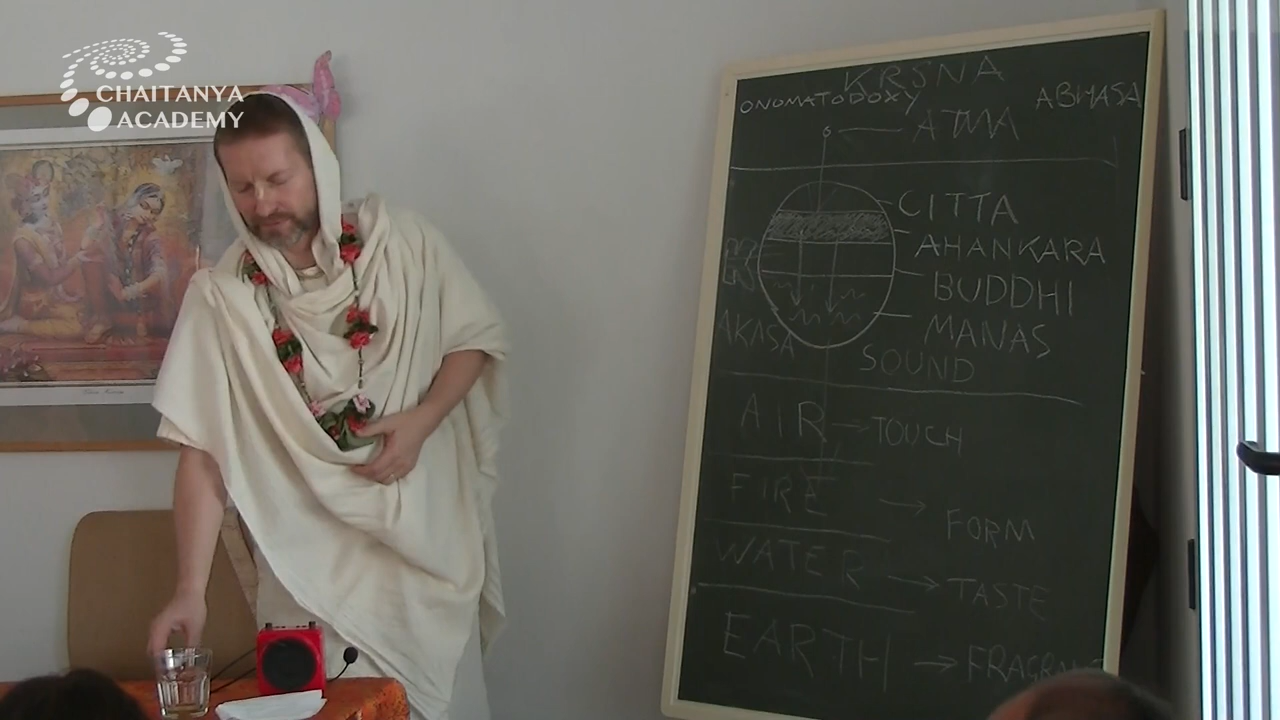 CHAITANYA
ACADEMY
KRSNA
ONOMATODOXY
ABHASA
ATMA
CITTA
AHANKARA
BUDDHI
MANAS
AKASA
SOUND
AIR → TOUCH
FIRE → FORM
WATER → TASTE
EARTH →